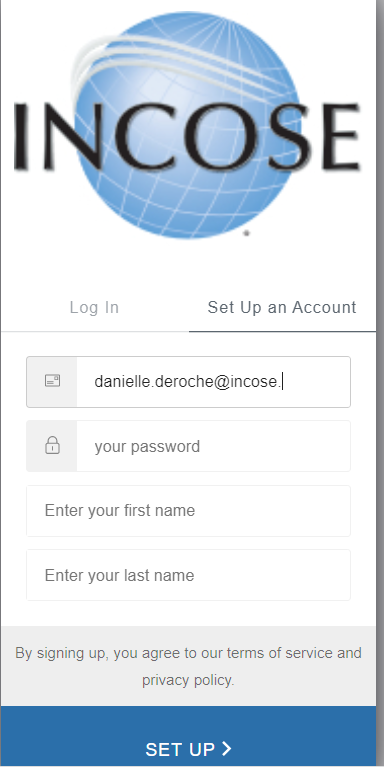 INCOSE
Log In
Set Up an Account
danielle.deroche@incose.
your password
Enter your first name
Enter your last name
By signing up, you agree to our terms of service and
privacy policy.
SET UP